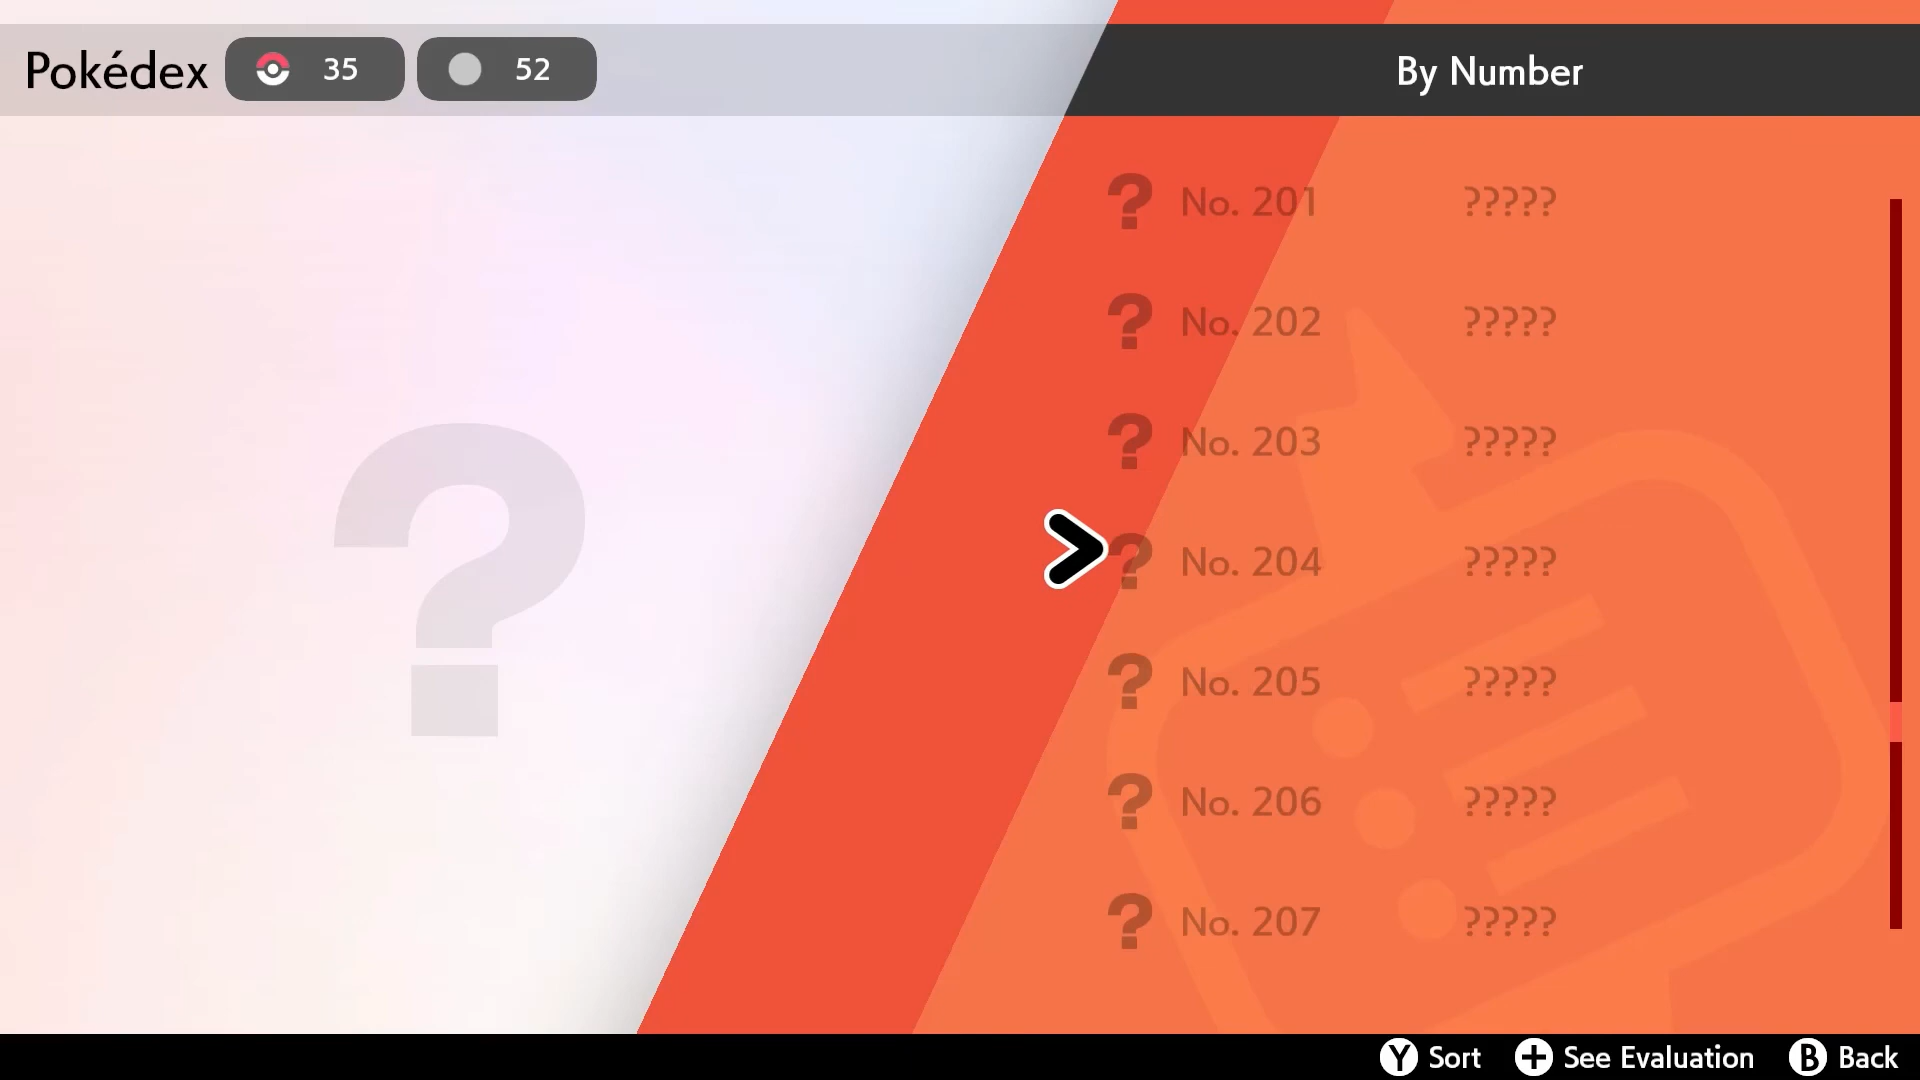 Pokédex 35 52 By Number
? No. 201 ?????
? No. 202 ?????
? No. 203 ?????
? No. 204 ?????
? No. 205 ?????
? No. 206 ?????
? No. 207 ?????
?
Y Sort + See Evaluation B Back